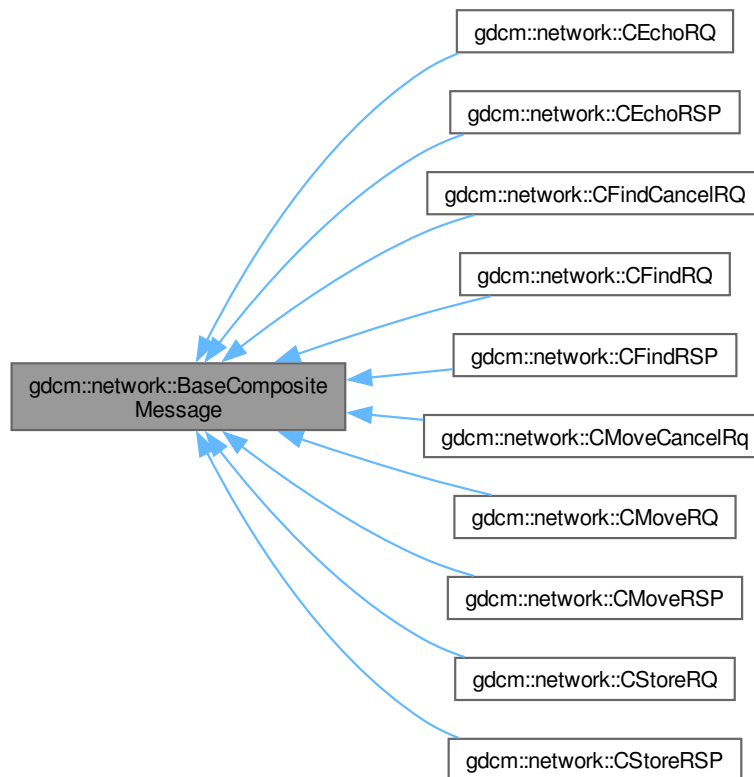 gdcm::network::CEchoRQ
gdcm::network::CEchoRSP
gdcm::network::CFindCancelRQ
gdcm::network::CFindRQ
gdcm::network::CFindRSP
gdcm::network::BaseComposite
Message
gdcm::network::CMoveCancelRq
gdcm::network::CMoveRQ
gdcm::network::CMoveRSP
gdcm::network::CStoreRQ
gdcm::network::CStoreRSP